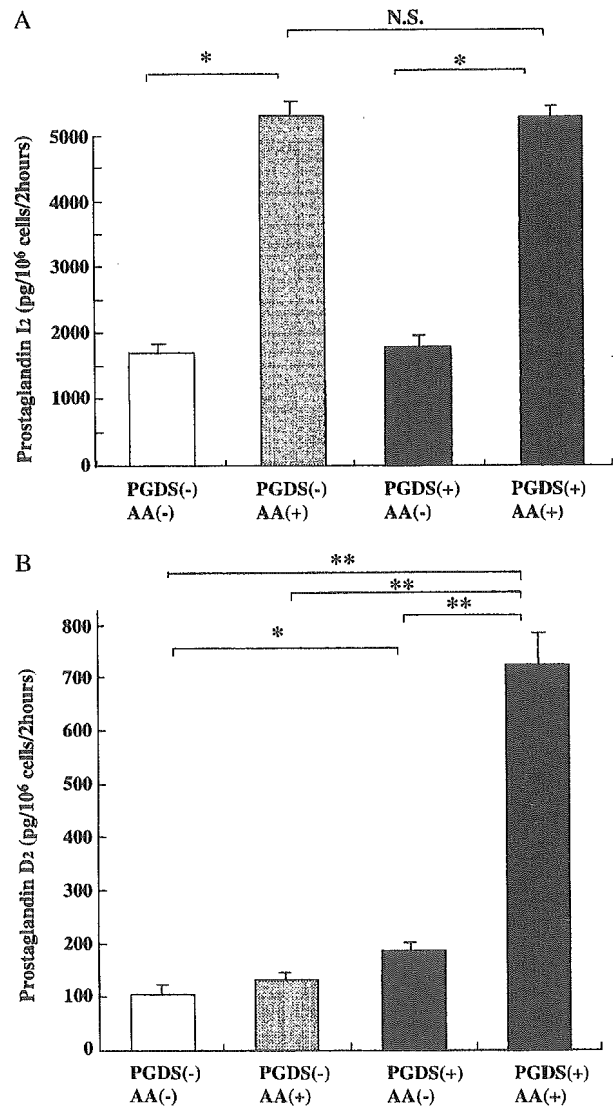 A
N.S.
*
*
Prostaglandin I2 (pg/10⁶ cells/2hours)
5000
4000
3000
2000
1000
0
PGDS(-) PGDS(-) PGDS(+) PGDS(+)
AA(-) AA(+) AA(-) AA(+)
B
**
**
**
*
Prostaglandin D2 (pg/10⁶ cells/2hours)
800
700
600
500
400
300
200
100
0
PGDS(-) PGDS(-) PGDS(+) PGDS(+)
AA(-) AA(+) AA(-) AA(+)